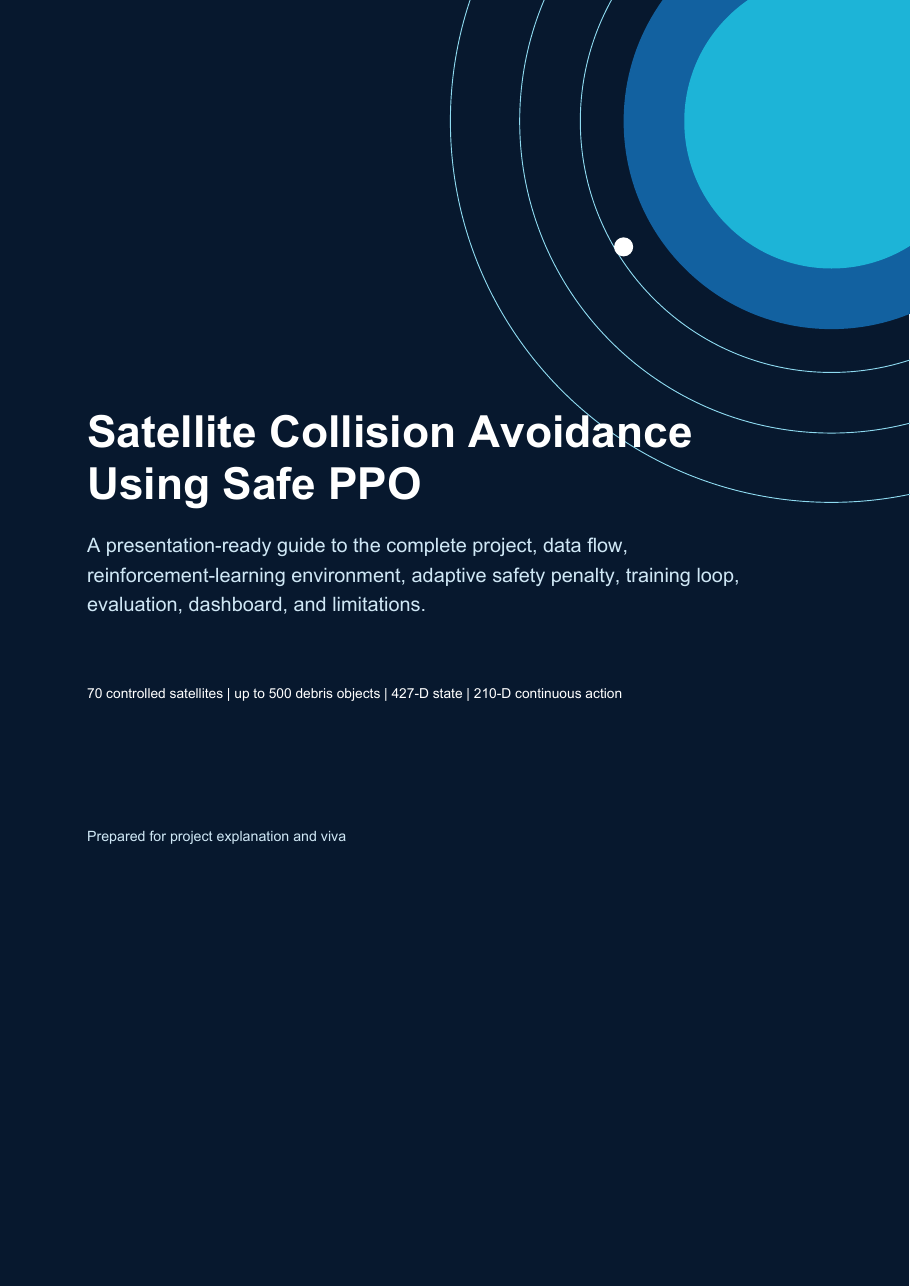 Satellite Collision Avoidance
Using Safe PPO
A presentation-ready guide to the complete project, data flow,
reinforcement-learning environment, adaptive safety penalty, training loop,
evaluation, dashboard, and limitations.
70 controlled satellites | up to 500 debris objects | 427-D state | 210-D continuous action
Prepared for project explanation and viva